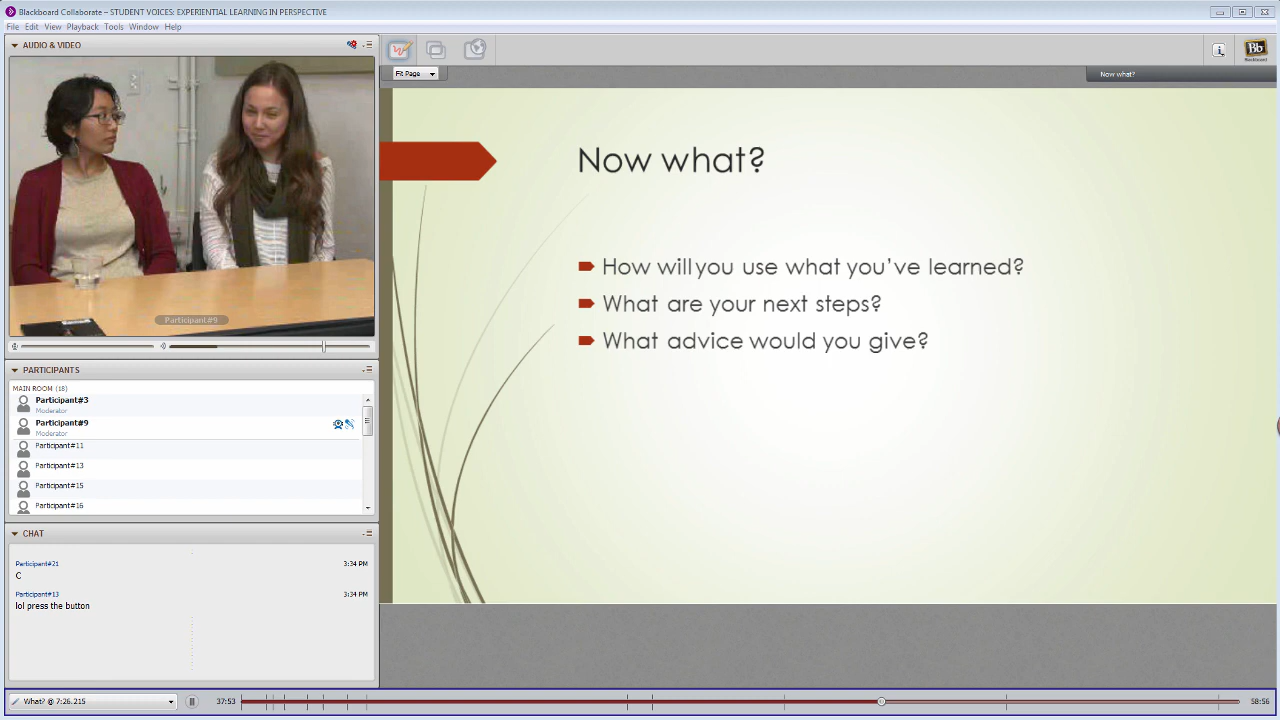 Blackboard Collaborate – STUDENT VOICES: EXPERIENTIAL LEARNING IN PERSPECTIVE
File Edit View Playback Tools Window Help
AUDIO & VIDEO
Participant#9
PARTICIPANTS
MAIN ROOM (18)
Participant#3
Moderator
Participant#9
Moderator
Participant#11
Participant#13
Participant#15
Participant#16
CHAT
Participant#21 3:34 PM
C
Participant#13 3:34 PM
lol press the button
Fit Page
Bb
Blackboard
Now what?
Now what?
How will you use what you've learned?
What are your next steps?
What advice would you give?
What? @ 7:26.215
37:53
58:56